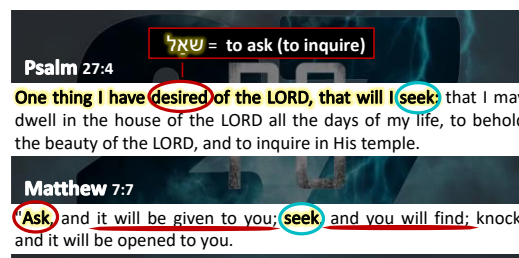 שָׁאַל = to ask (to inquire)
Psalm 27:4
One thing I have desired of the LORD, that will I seek: that I may
dwell in the house of the LORD all the days of my life, to behold
the beauty of the LORD, and to inquire in His temple.
Matthew 7:7
"Ask, and it will be given to you; seek, and you will find; knock,
and it will be opened to you.